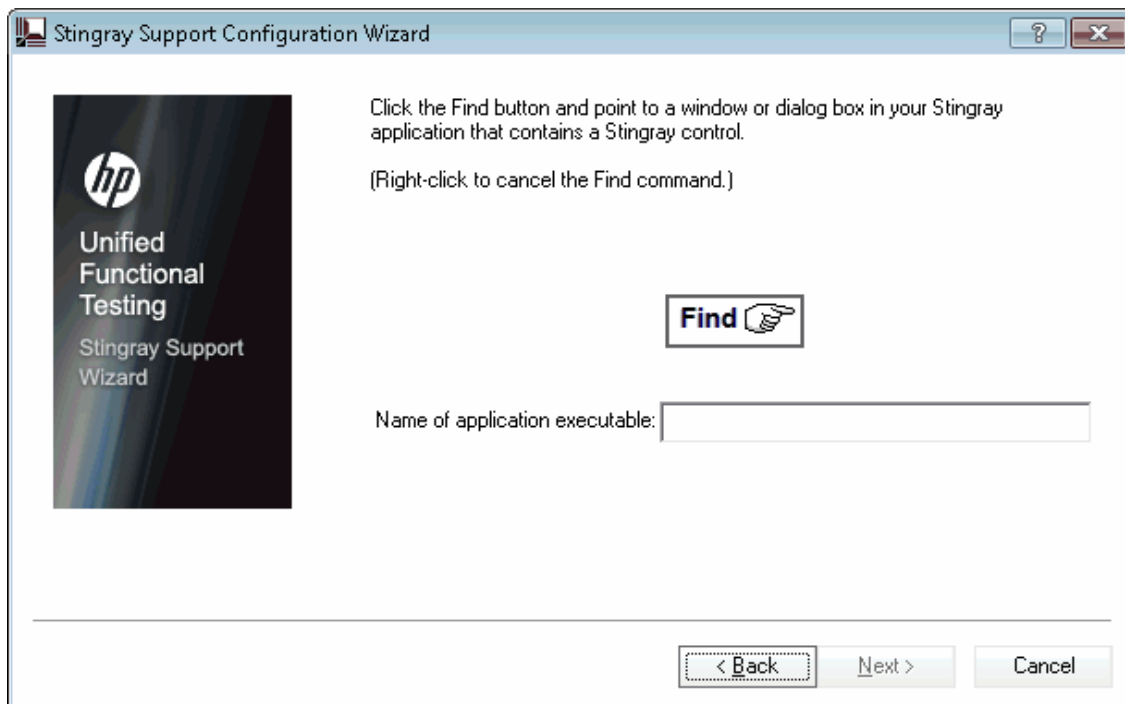 Stingray Support Configuration Wizard
?
Click the Find button and point to a window or dialog box in your Stingray
application that contains a Stingray control.
(Right-click to cancel the Find command.)
hp
Unified
Functional
Testing
Stingray Support
Wizard
Find
Name of application executable:
< Back
Next >
Cancel